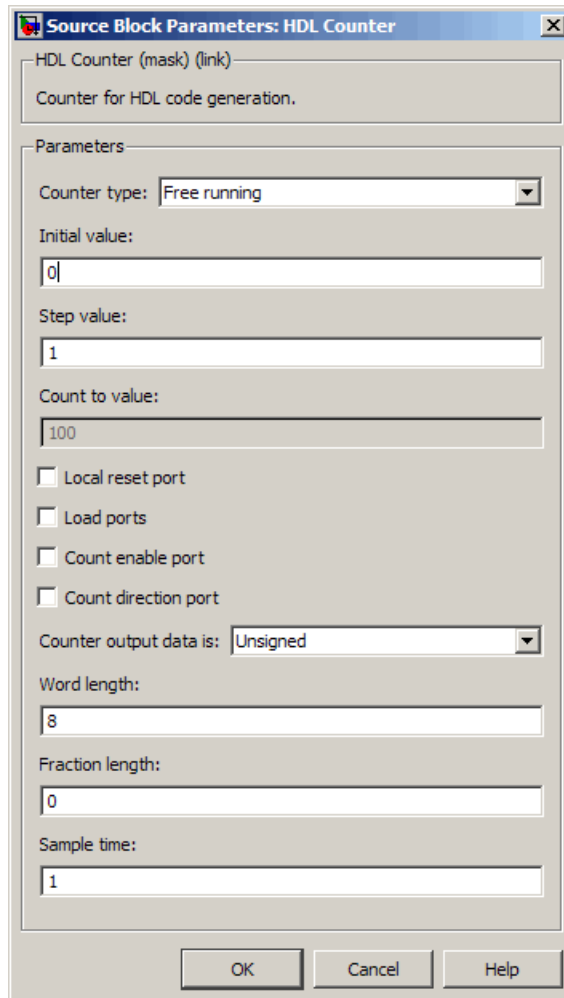 Source Block Parameters: HDL Counter
HDL Counter (mask) (link)
Counter for HDL code generation.
Parameters
Counter type: Free running
Initial value:
0
Step value:
1
Count to value:
100
Local reset port
Load ports
Count enable port
Count direction port
Counter output data is: Unsigned
Word length:
8
Fraction length:
0
Sample time:
1
OK Cancel Help